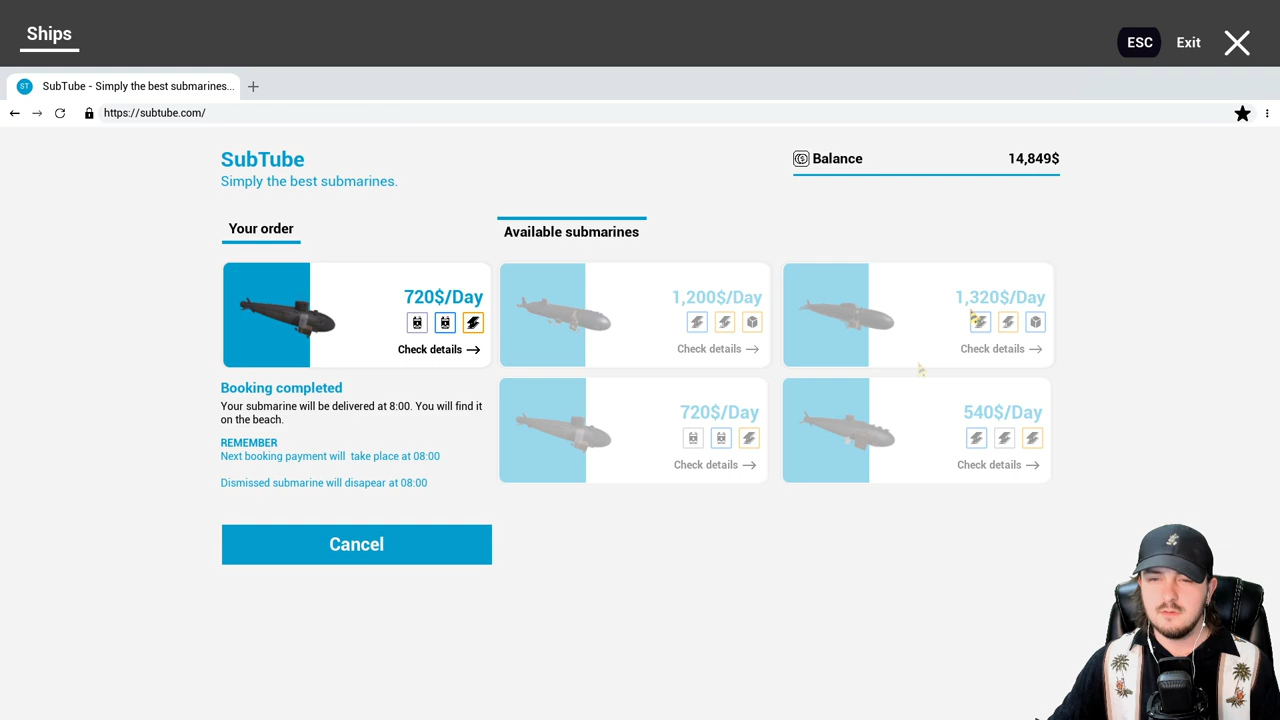 Ships
ESC Exit
ST SubTube - Simply the best submarines...
https://subtube.com/
SubTube
Simply the best submarines.
Balance 14,849$
Your order
Available submarines
720$/Day
Check details
1,200$/Day
Check details
1,320$/Day
Check details
Booking completed
Your submarine will be delivered at 8:00. You will find it
on the beach.
REMEMBER
Next booking payment will take place at 08:00
Dismissed submarine will disapear at 08:00
720$/Day
Check details
540$/Day
Check details
Cancel